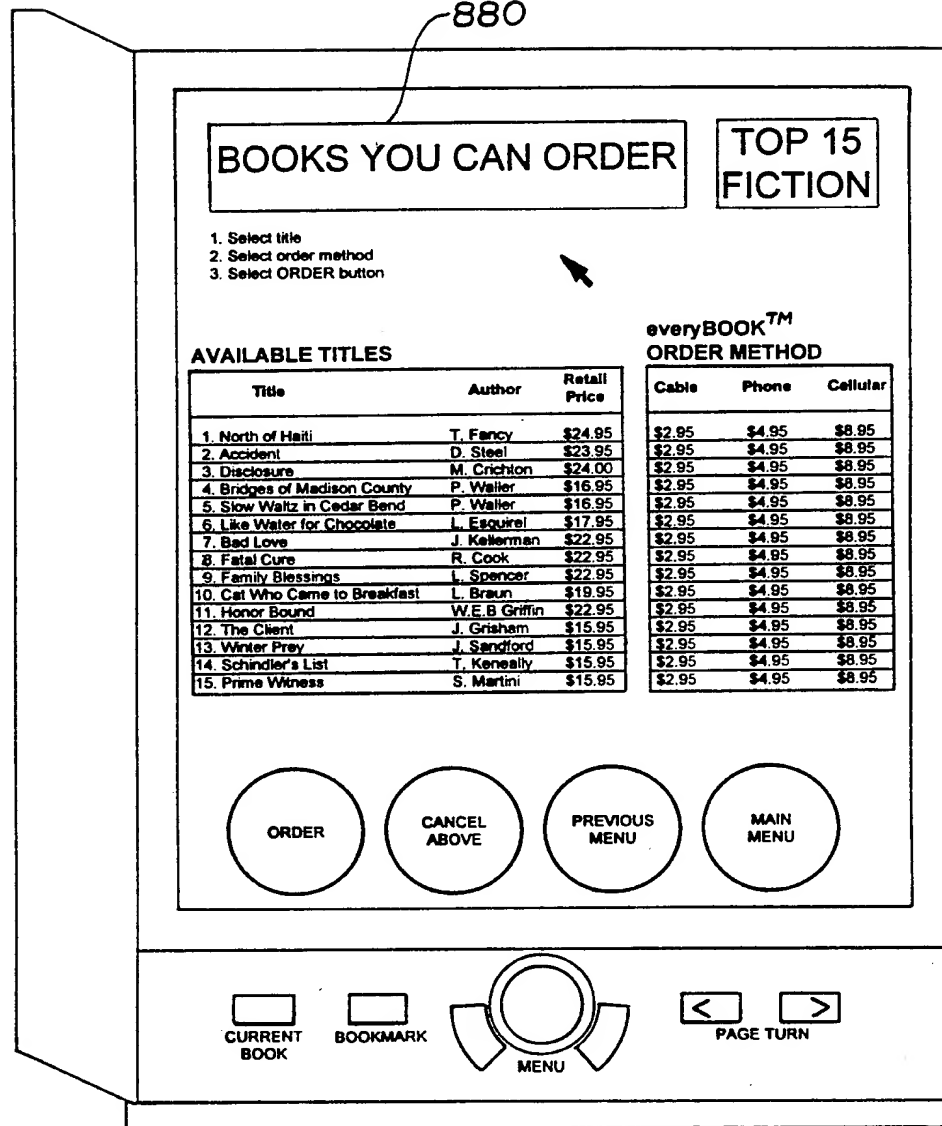 880
BOOKS YOU CAN ORDER
TOP 15
FICTION
1. Select title
2. Select order method
3. Select ORDER button
everyBOOK™
AVAILABLE TITLES ORDER METHOD
Title Author Retail Price Cable Phone Cellular
1. North of Haiti T. Fancy $24.95 $2.95 $4.95 $8.95
2. Accident D. Steel $23.95 $2.95 $4.95 $8.95
3. Disclosure M. Crichton $24.00 $2.95 $4.95 $8.95
4. Bridges of Madison County P. Waller $16.95 $2.95 $4.95 $8.95
5. Slow Waltz in Cedar Bend P. Waller $16.95 $2.95 $4.95 $8.95
6. Like Water for Chocolate L. Esquirel $17.95 $2.95 $4.95 $8.95
7. Bad Love J. Kellerman $22.95 $2.95 $4.95 $8.95
8. Fatal Cure R. Cook $22.95 $2.95 $4.95 $8.95
9. Family Blessings L. Spencer $22.95 $2.95 $4.95 $8.95
10. Cat Who Came to Breakfast L. Braun $19.95 $2.95 $4.95 $8.95
11. Honor Bound W.E.B Griffin $22.95 $2.95 $4.95 $8.95
12. The Client J. Grisham $15.95 $2.95 $4.95 $8.95
13. Winter Prey J. Sandford $15.95 $2.95 $4.95 $8.95
14. Schindler's List T. Keneally $15.95 $2.95 $4.95 $8.95
15. Prime Witness S. Martini $15.95 $2.95 $4.95 $8.95
ORDER
CANCEL
ABOVE
PREVIOUS
MENU
MAIN
MENU
< >
CURRENT
BOOK
BOOKMARK
MENU
PAGE TURN